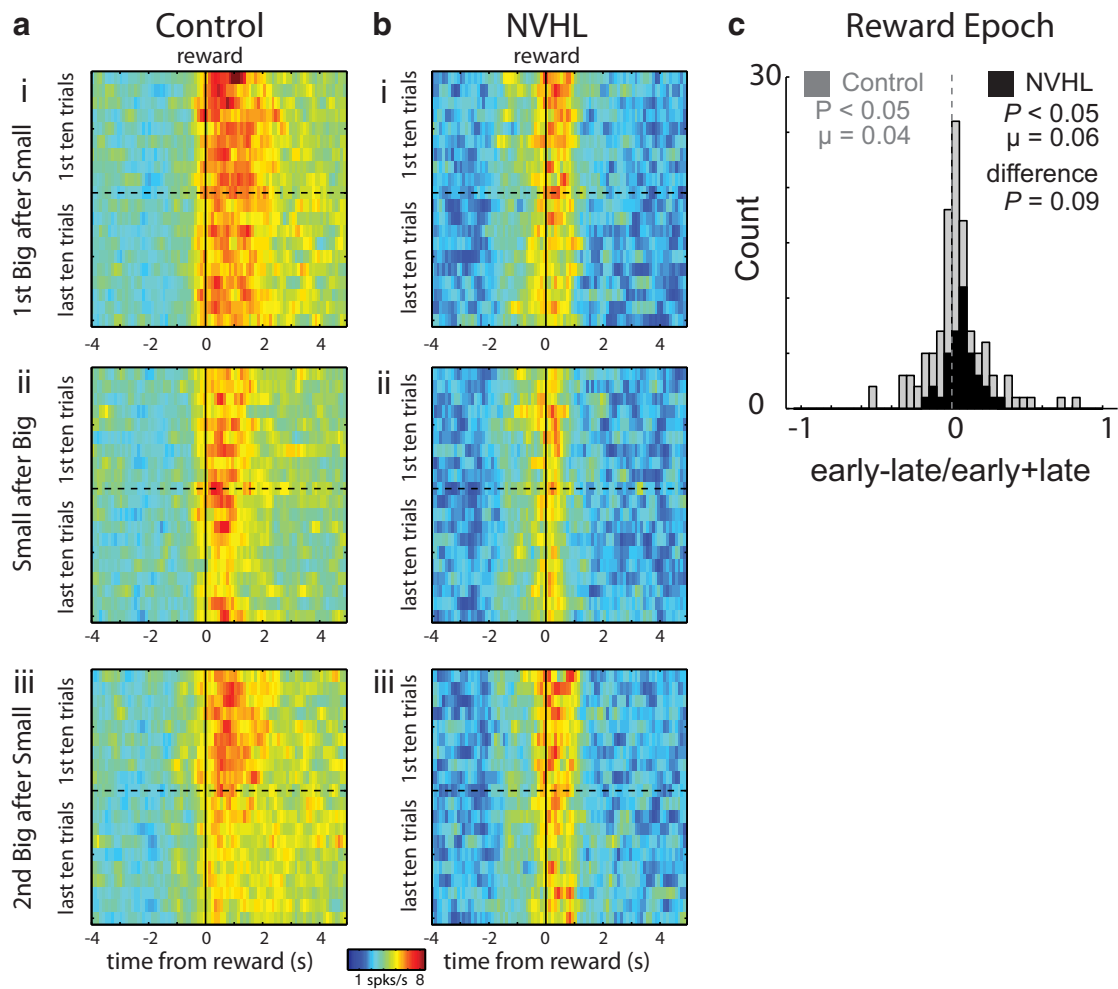 a Control
reward
i
1st Big after Small
1st ten trials
last ten trials
-4 -2 0 2 4
ii
Small after Big
1st ten trials
last ten trials
-4 -2 0 2 4
iii
2nd Big after Small
1st ten trials
last ten trials
-4 -2 0 2 4
time from reward (s)
1 spks/s 8
b NVHL
reward
i
1st ten trials
last ten trials
-4 -2 0 2 4
ii
1st ten trials
last ten trials
-4 -2 0 2 4
iii
1st ten trials
last ten trials
-4 -2 0 2 4
time from reward (s)
c Reward Epoch
30
Control
P < 0.05
μ = 0.04
NVHL
P < 0.05
μ = 0.06
difference
P = 0.09
Count
0
-1 0 1
early-late/early+late